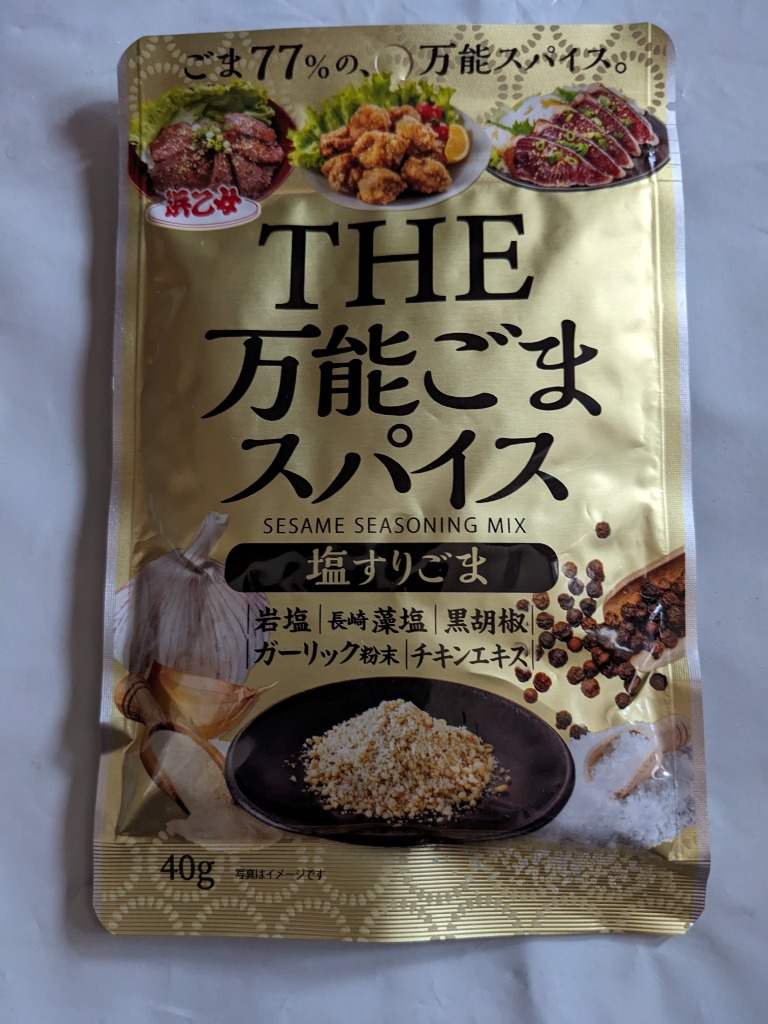 ごま77%の、万能スパイス。
浜乙女
THE
万能ごま
スパイス
SESAME SEASONING MIX
塩すりごま
岩塩 | 長崎藻塩 | 黒胡椒
ガーリック粉末 | チキンエキス
40g 写真はイメージです